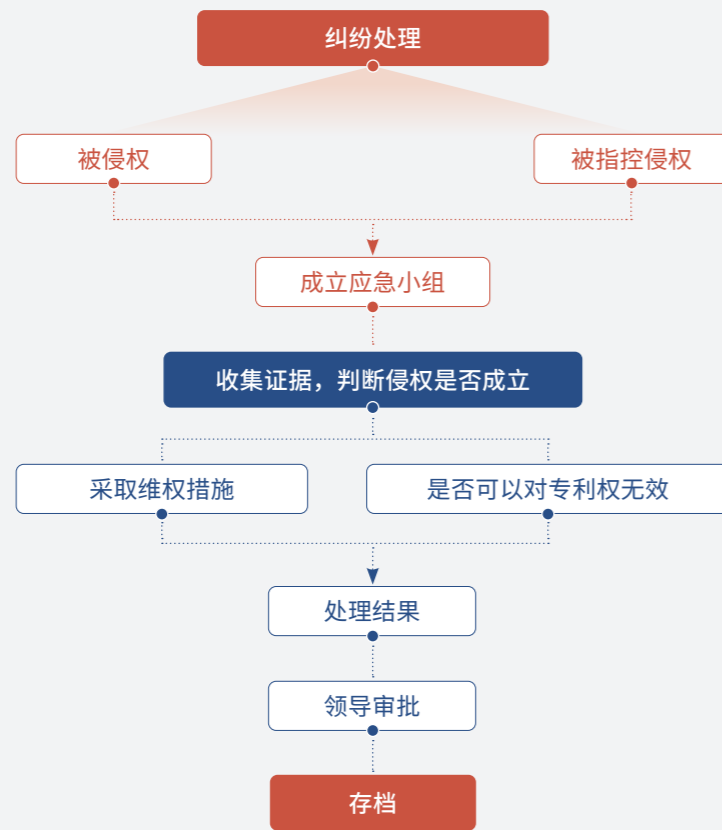 纠纷处理
被侵权
被指控侵权
成立应急小组
收集证据，判断侵权是否成立
采取维权措施
是否可以对专利权无效
处理结果
领导审批
存档